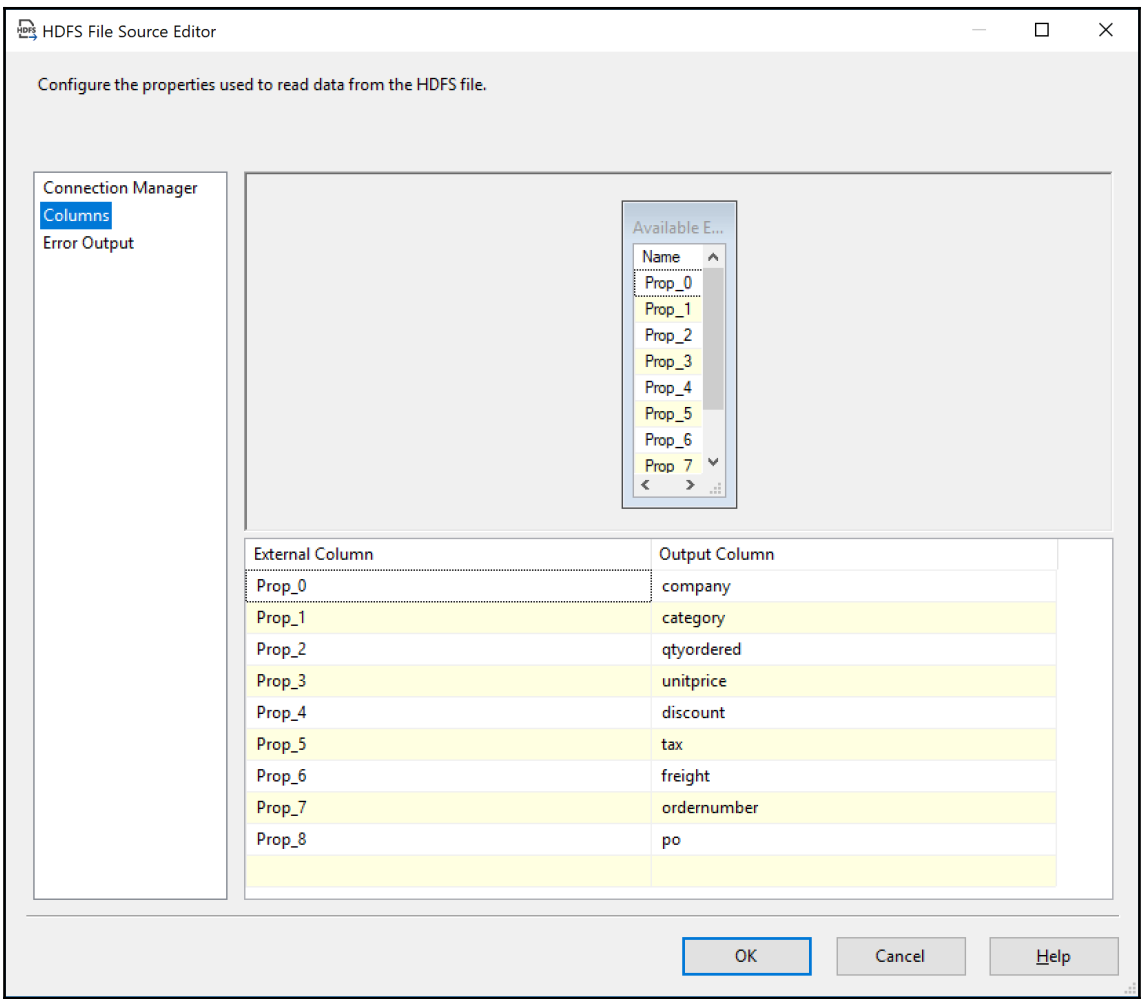 HDFS HDFS File Source Editor
Configure the properties used to read data from the HDFS file.
Connection Manager
Columns
Error Output
Available E...
Name
Prop_0
Prop_1
Prop_2
Prop_3
Prop_4
Prop_5
Prop_6
Prop_7
External Column Output Column
Prop_0 company
Prop_1 category
Prop_2 qtyordered
Prop_3 unitprice
Prop_4 discount
Prop_5 tax
Prop_6 freight
Prop_7 ordernumber
Prop_8 po
OK Cancel Help